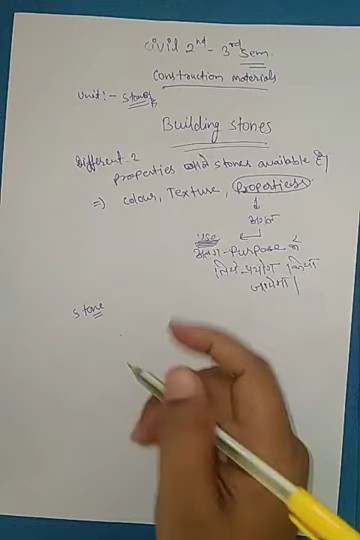 Civil 2nd - 3rd Sem.
Construction materials
Unit:- Stones
Building stones
Different-2
properties वाले stones available है
⇒ colour, Texture, Properties
↓
अलग
Use
अलग-purpose के
लिये प्रयोग किया
जायेगा।
stone